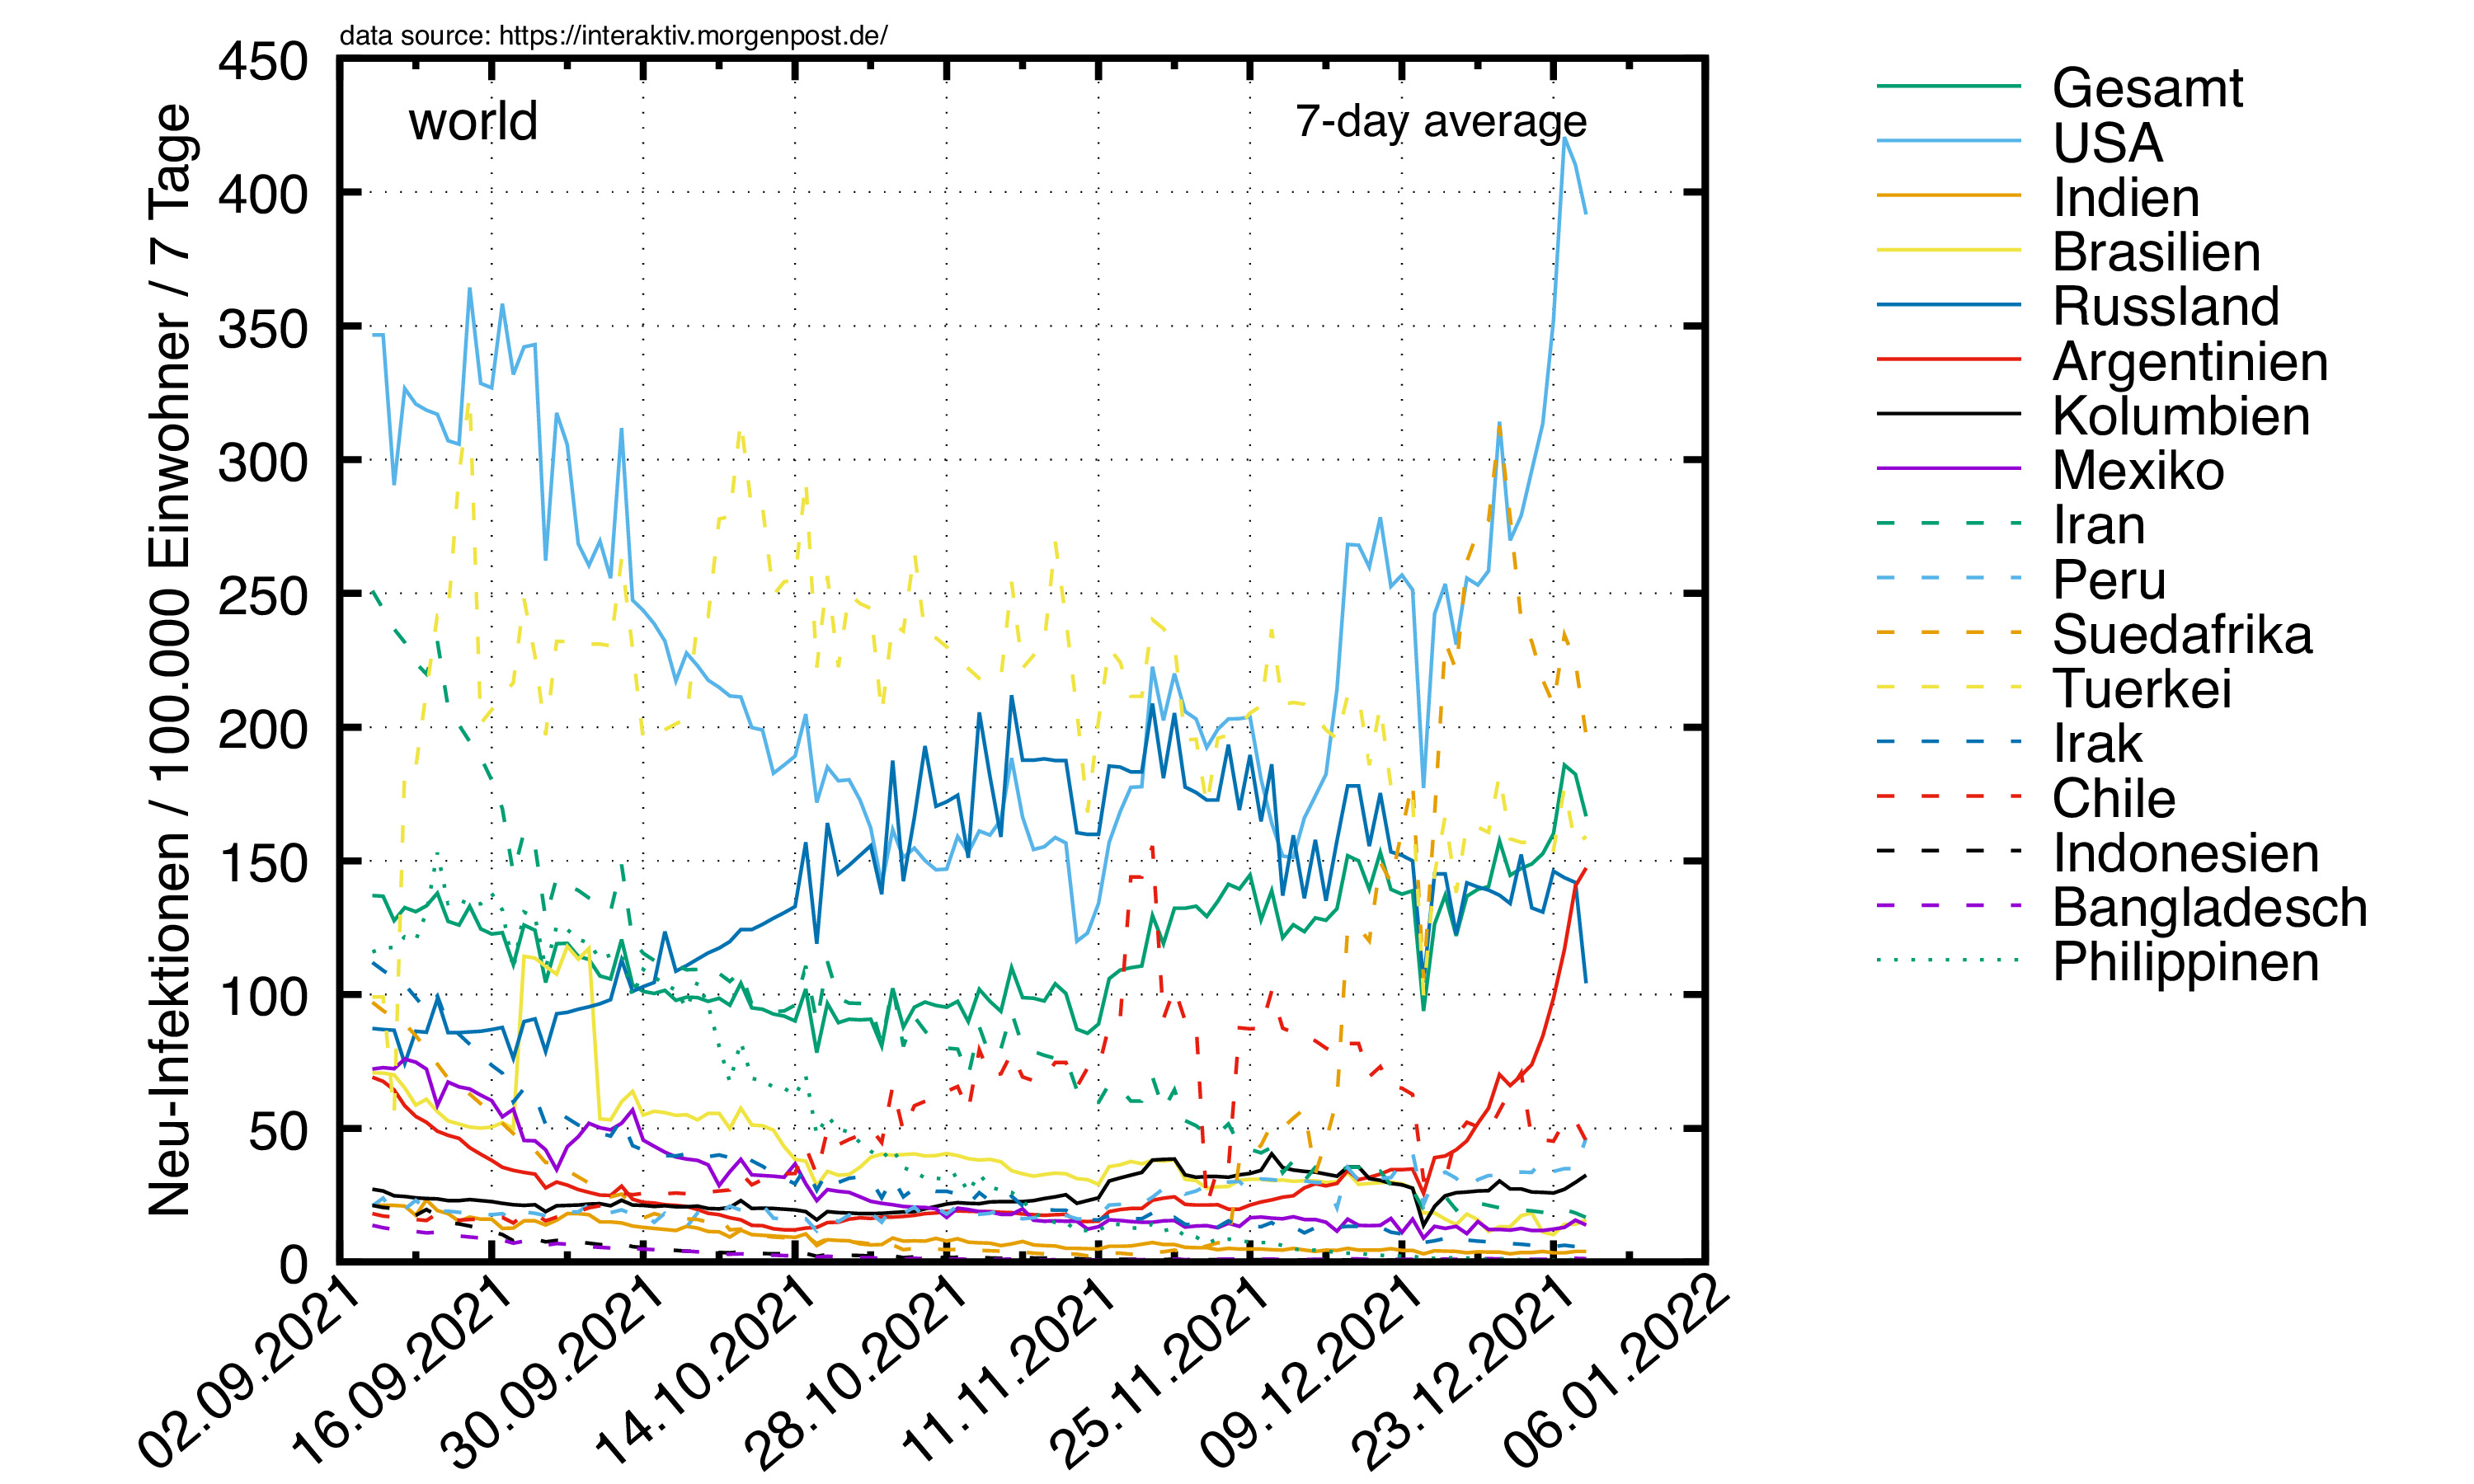 data source: https://interaktiv.morgenpost.de/
world
7-day average
Neu-Infektionen / 100.000 Einwohner / 7 Tage
450
400
350
300
250
200
150
100
50
0
02.09.2021
16.09.2021
30.09.2021
14.10.2021
28.10.2021
11.11.2021
25.11.2021
09.12.2021
23.12.2021
06.01.2022
Gesamt
USA
Indien
Brasilien
Russland
Argentinien
Kolumbien
Mexiko
Iran
Peru
Suedafrika
Tuerkei
Irak
Chile
Indonesien
Bangladesch
Philippinen